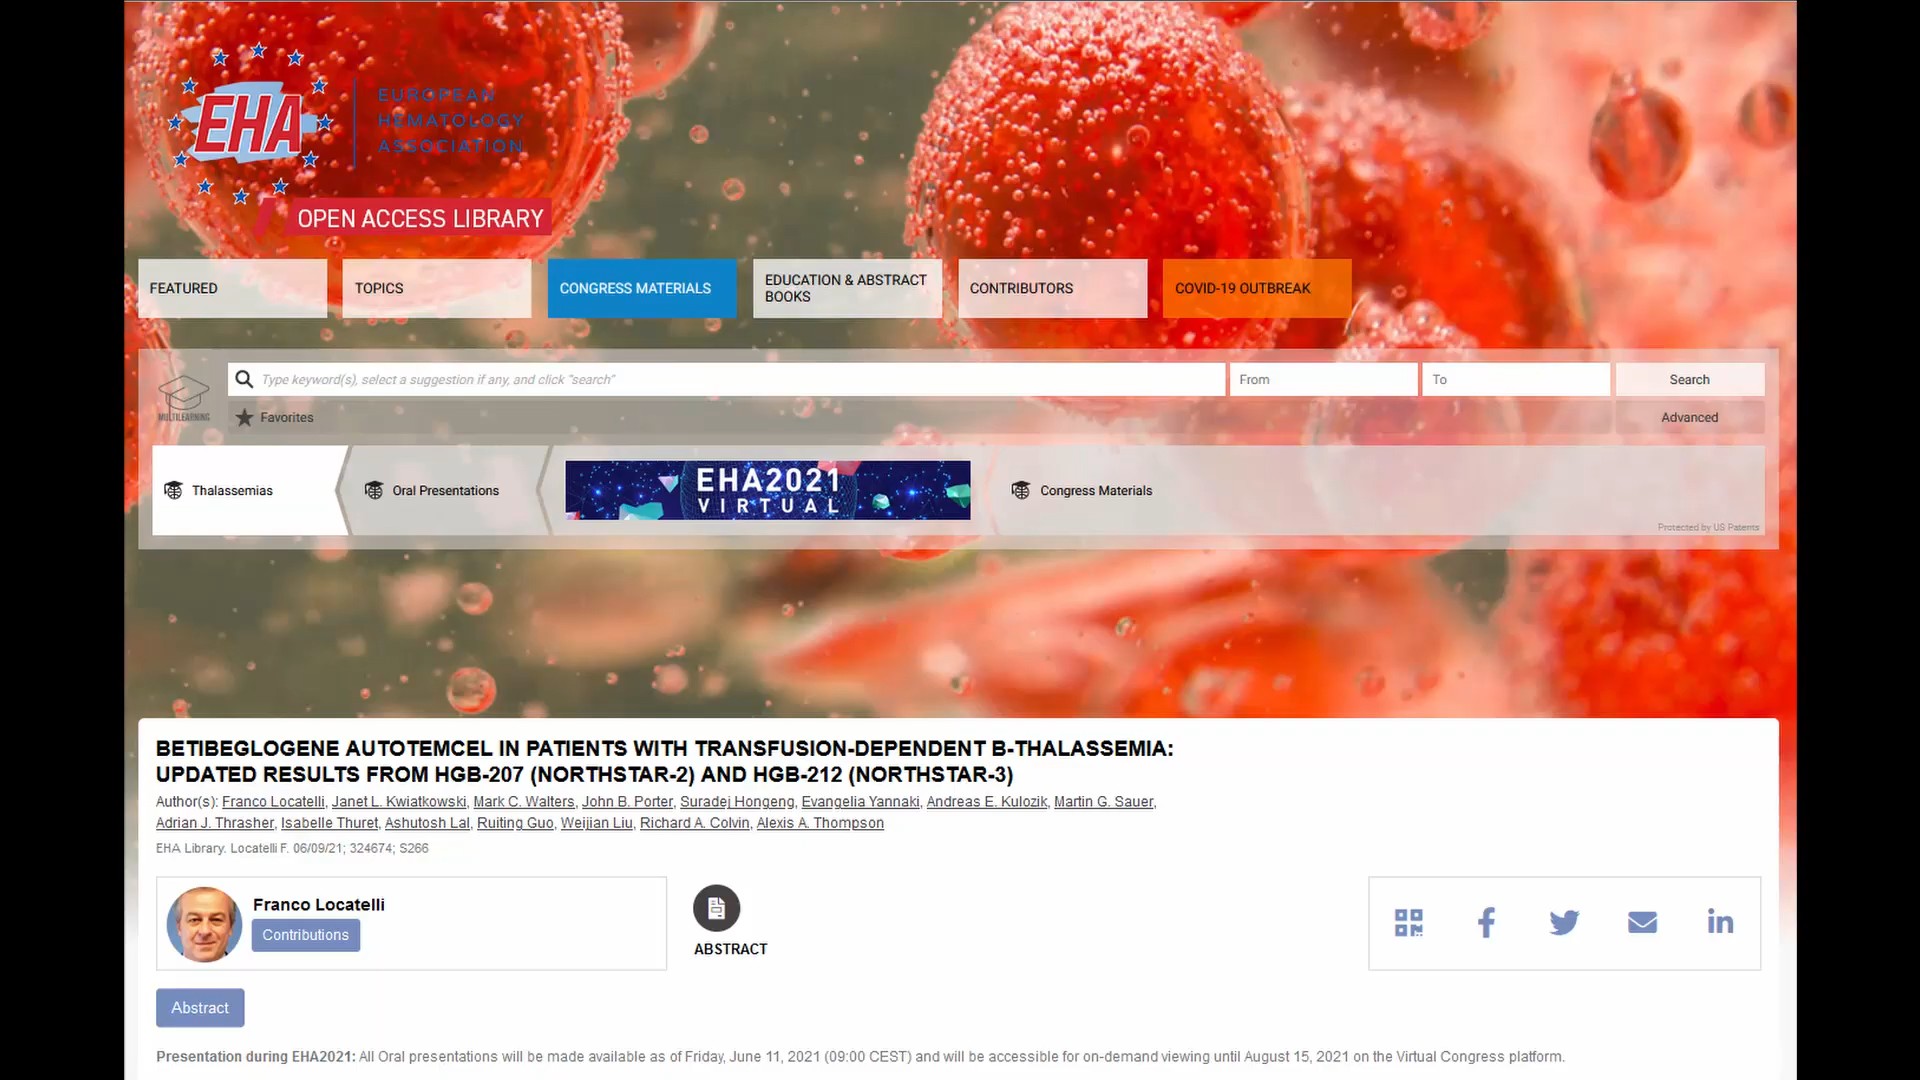 EHA
EUROPEAN
HEMATOLOGY
ASSOCIATION
OPEN ACCESS LIBRARY
FEATURED
TOPICS
CONGRESS MATERIALS
EDUCATION & ABSTRACT
BOOKS
CONTRIBUTORS
COVID-19 OUTBREAK
MULTILEARNING
Type keyword(s), select a suggestion if any, and click "search"
From
To
Search
Favorites
Advanced
Thalassemias
Oral Presentations
EHA2021
VIRTUAL
Congress Materials
Protected by US Patents
BETIBEGLOGENE AUTOTEMCEL IN PATIENTS WITH TRANSFUSION-DEPENDENT B-THALASSEMIA:
UPDATED RESULTS FROM HGB-207 (NORTHSTAR-2) AND HGB-212 (NORTHSTAR-3)
Author(s): Franco Locatelli, Janet L. Kwiatkowski, Mark C. Walters, John B. Porter, Suradej Hongeng, Evangelia Yannaki, Andreas E. Kulozik, Martin G. Sauer,
Adrian J. Thrasher, Isabelle Thuret, Ashutosh Lal, Ruiting Guo, Weijian Liu, Richard A. Colvin, Alexis A. Thompson
EHA Library. Locatelli F. 06/09/21; 324674; S266
Franco Locatelli
Contributions
ABSTRACT
Abstract
Presentation during EHA2021: All Oral presentations will be made available as of Friday, June 11, 2021 (09:00 CEST) and will be accessible for on-demand viewing until August 15, 2021 on the Virtual Congress platform.